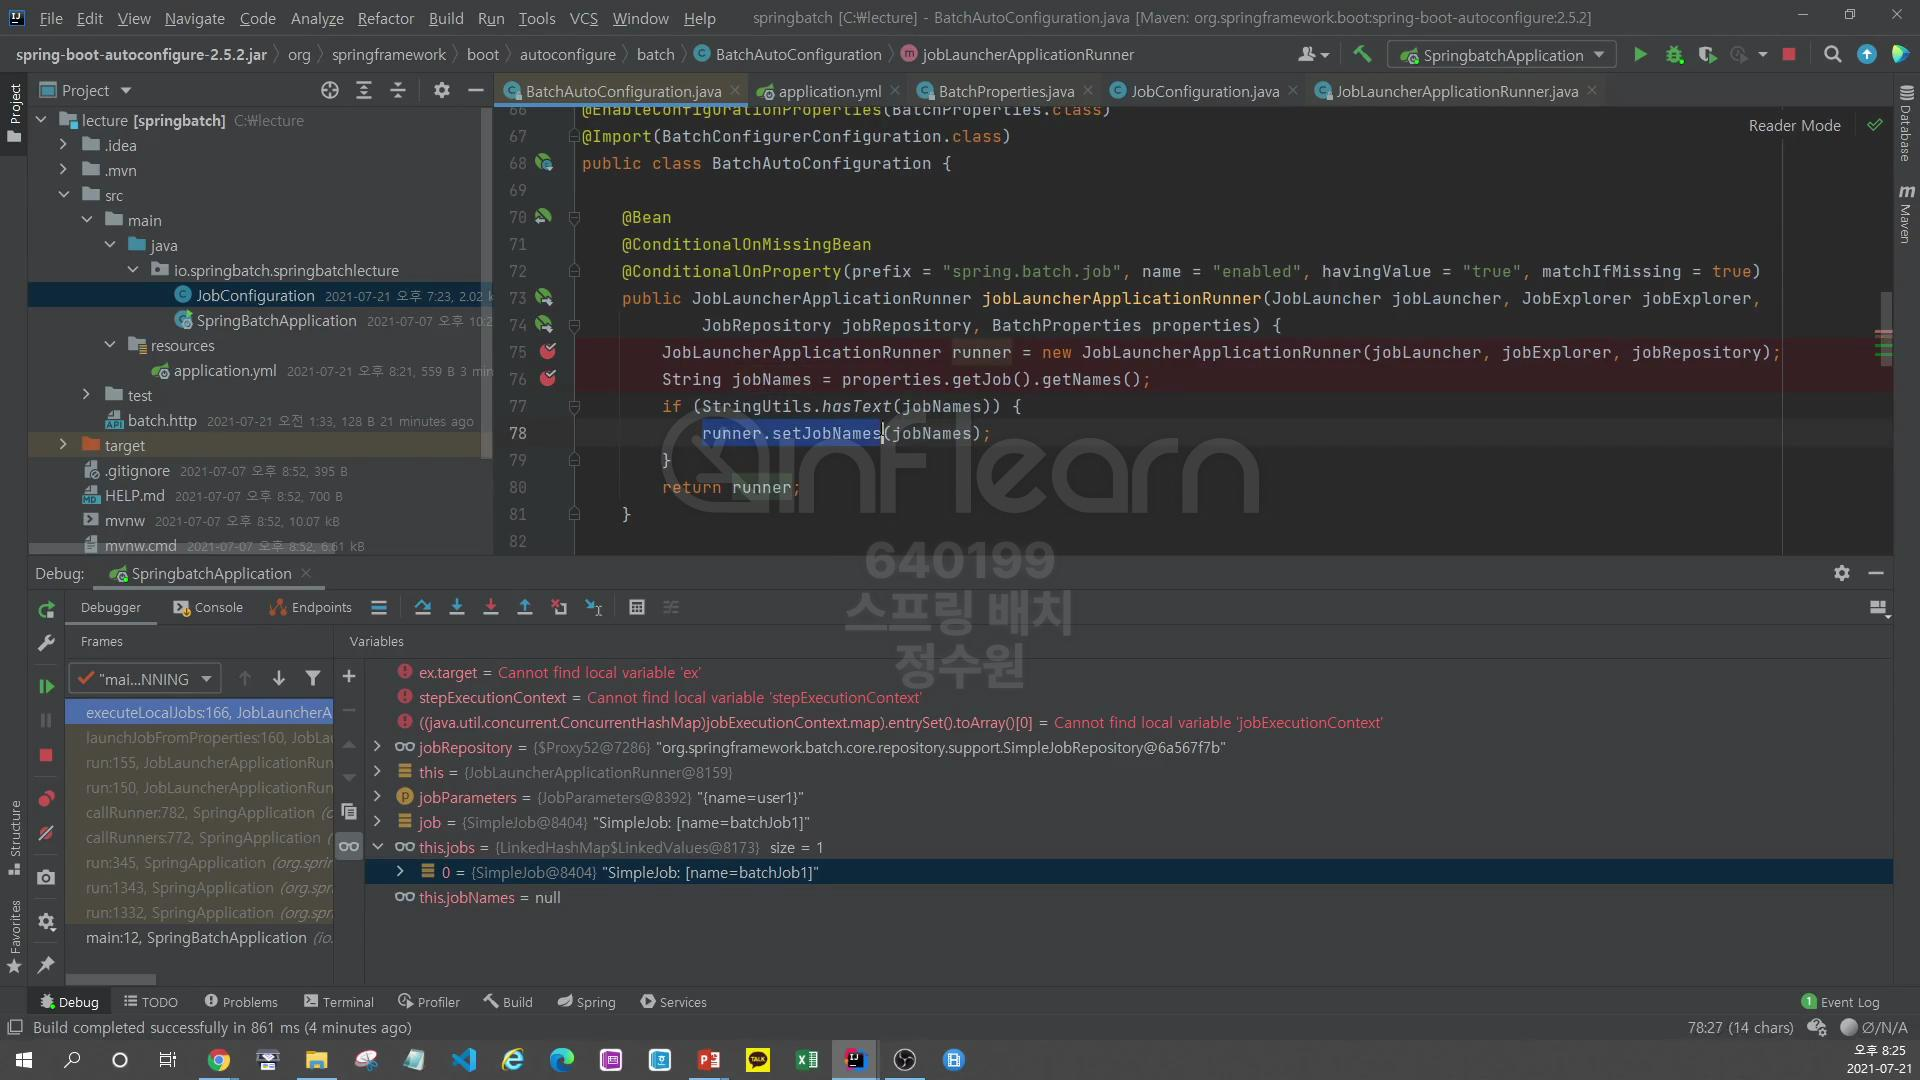 File Edit View Navigate Code Analyze Refactor Build Run Tools VCS Window Help springbatch [C:₩lecture] - BatchAutoConfiguration.java [Maven: org.springframework.boot:spring-boot-autoconfigure:2.5.2]
spring-boot-autoconfigure-2.5.2.jar org springframework boot autoconfigure batch BatchAutoConfiguration jobLauncherApplicationRunner SpringbatchApplication
Project BatchAutoConfiguration.java application.yml BatchProperties.java JobConfiguration.java JobLauncherApplicationRunner.java
Project
Database
Maven
Structure
Favorites
lecture [springbatch] C:₩lecture
.idea
.mvn
src
main
java
io.springbatch.springbatchlecture
JobConfiguration 2021-07-21 오후 7:23, 2.02 k
SpringBatchApplication 2021-07-07 오후 10:2
resources
application.yml 2021-07-21 오후 8:21, 559 B 3 min
test
batch.http 2021-07-21 오전 1:33, 128 B 21 minutes ago
target
.gitignore 2021-07-07 오후 8:52, 395 B
HELP.md 2021-07-07 오후 8:52, 700 B
mvnw 2021-07-07 오후 8:52, 10.07 kB
mvnw.cmd 2021-07-07 오후 8:52, 6.61 kB
Reader Mode
66 @EnableConfigurationProperties(BatchProperties.class)
67 @Import(BatchConfigurerConfiguration.class)
68 public class BatchAutoConfiguration {
69
70 @Bean
71 @ConditionalOnMissingBean
72 @ConditionalOnProperty(prefix = "spring.batch.job", name = "enabled", havingValue = "true", matchIfMissing = true)
73 public JobLauncherApplicationRunner jobLauncherApplicationRunner(JobLauncher jobLauncher, JobExplorer jobExplorer,
74 JobRepository jobRepository, BatchProperties properties) {
75 JobLauncherApplicationRunner runner = new JobLauncherApplicationRunner(jobLauncher, jobExplorer, jobRepository);
76 String jobNames = properties.getJob().getNames();
77 if (StringUtils.hasText(jobNames)) {
78 runner.setJobNames(jobNames);
79 }
80 return runner;
81 }
82
inflearn
640199
스프링 배치
정수원
Debug: SpringbatchApplication
Debugger Console Endpoints
Frames Variables
"mai...NNING
executeLocalJobs:166, JobLauncherA
launchJobFromProperties:160, JobLau
run:155, JobLauncherApplicationRun
run:150, JobLauncherApplicationRun
callRunner:782, SpringApplication (o
callRunners:772, SpringApplication (
run:345, SpringApplication (org.sprin
run:1343, SpringApplication (org.spr
run:1332, SpringApplication (org.spr
main:12, SpringBatchApplication (io.
ex.target = Cannot find local variable 'ex'
stepExecutionContext = Cannot find local variable 'stepExecutionContext'
((java.util.concurrent.ConcurrentHashMap)jobExecutionContext.map).entrySet().toArray()[0] = Cannot find local variable 'jobExecutionContext'
jobRepository = {$Proxy52@7286} "org.springframework.batch.core.repository.support.SimpleJobRepository@6a567f7b"
this = {JobLauncherApplicationRunner@8159}
jobParameters = {JobParameters@8392} "{name=user1}"
job = {SimpleJob@8404} "SimpleJob: [name=batchJob1]"
this.jobs = {LinkedHashMap$LinkedValues@8173} size = 1
0 = {SimpleJob@8404} "SimpleJob: [name=batchJob1]"
this.jobNames = null
Debug TODO Problems Terminal Profiler Build Spring Services 1 Event Log
Build completed successfully in 861 ms (4 minutes ago) 78:27 (14 chars) Ø/N/A
오후 8:25
2021-07-21